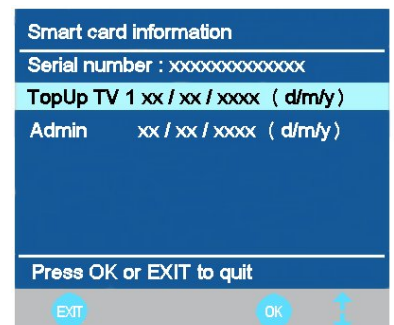 Smart card information
Serial number : xxxxxxxxxxxxx
TopUp TV 1 xx / xx / xxxx ( d/m/y )
Admin xx / xx / xxxx ( d/m/y )
Press OK or EXIT to quit
EXIT OK